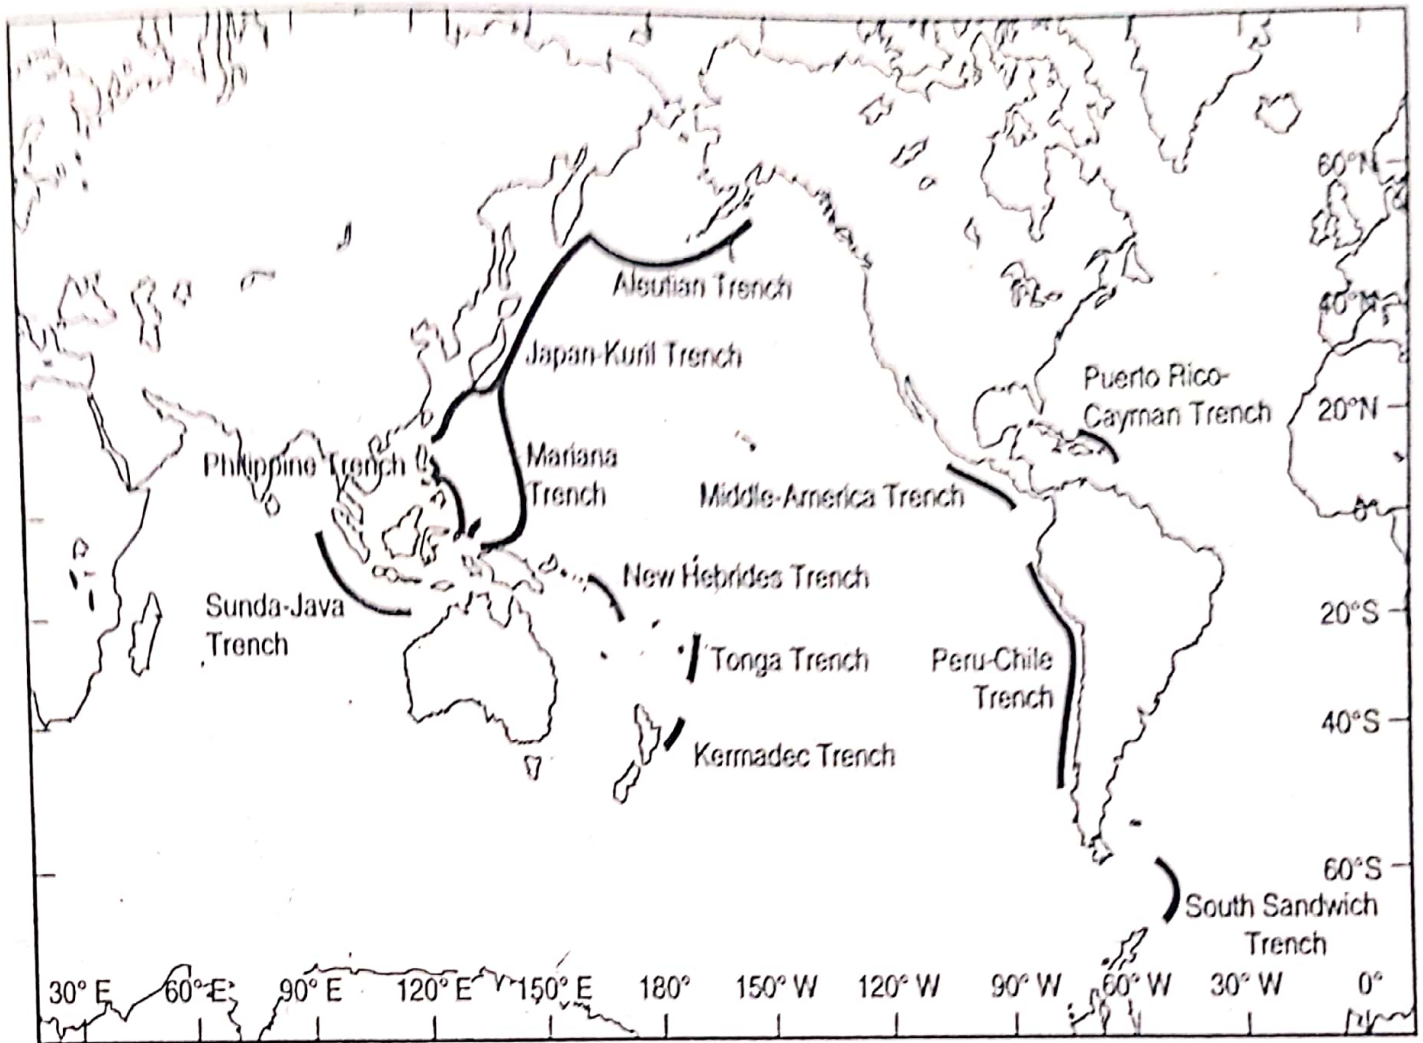 60°N
Aleutian Trench
40°N
Japan-Kuril Trench
Puerto Rico-
Cayman Trench
20°N
Philippine Trench
Mariana
Trench
Middle-America Trench
0°
New Hebrides Trench
Sunda-Java
Trench
20°S
Tonga Trench
Peru-Chile
Trench
40°S
Kermadec Trench
60°S
South Sandwich
Trench
30° E 60° E 90° E 120° E 150° E 180° 150° W 120° W 90° W 60° W 30° W 0°